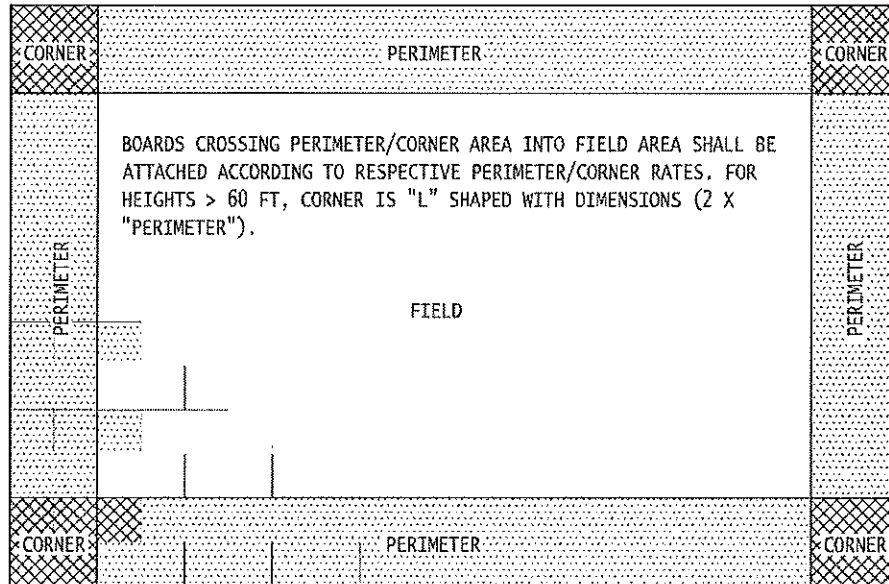 CORNER PERIMETER CORNER
BOARDS CROSSING PERIMETER/CORNER AREA INTO FIELD AREA SHALL BE
ATTACHED ACCORDING TO RESPECTIVE PERIMETER/CORNER RATES. FOR
HEIGHTS > 60 FT, CORNER IS "L" SHAPED WITH DIMENSIONS (2 X
"PERIMETER").
PERIMETER
FIELD
PERIMETER
CORNER PERIMETER CORNER